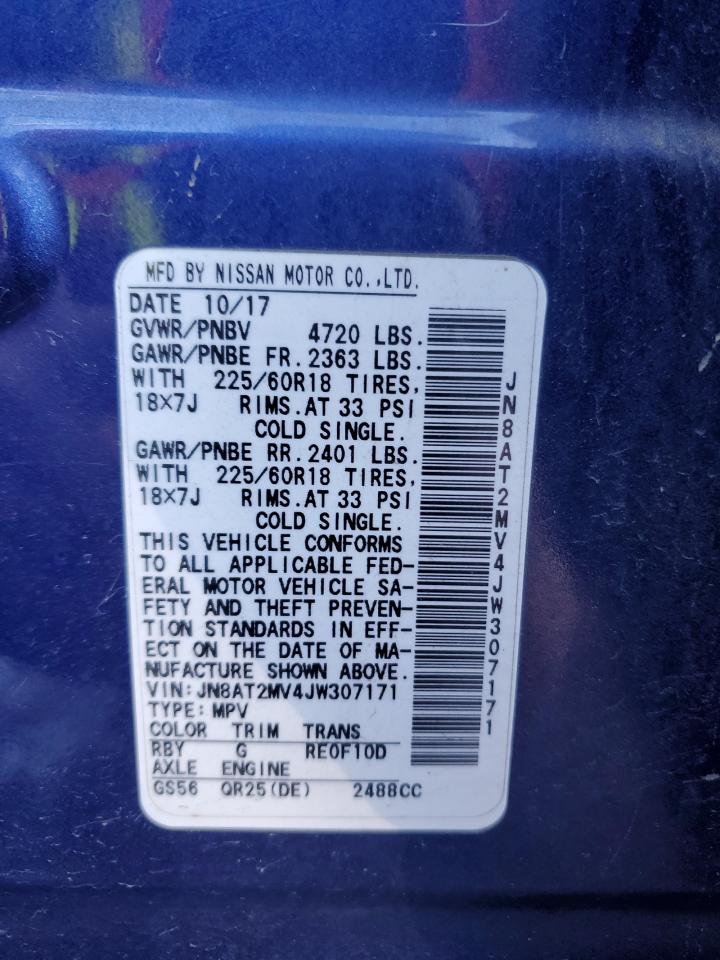 MFD BY NISSAN MOTOR CO.,LTD.
DATE 10/17
GVWR/PNBV 4720 LBS.
GAWR/PNBE FR.2363 LBS.
WITH 225/60R18 TIRES,
18×7J RIMS.AT 33 PSI
COLD SINGLE.
GAWR/PNBE RR.2401 LBS.
WITH 225/60R18 TIRES,
18×7J RIMS.AT 33 PSI
COLD SINGLE.
THIS VEHICLE CONFORMS
TO ALL APPLICABLE FED-
ERAL MOTOR VEHICLE SA-
FETY AND THEFT PREVEN-
TION STANDARDS IN EFF-
ECT ON THE DATE OF MA-
NUFACTURE SHOWN ABOVE.
VIN:JN8AT2MV4JW307171
TYPE:MPV
COLOR TRIM TRANS
RBY G RE0F10D
AXLE ENGINE
GS56 QR25(DE) 2488CC
JN8AT2MV4JW307171